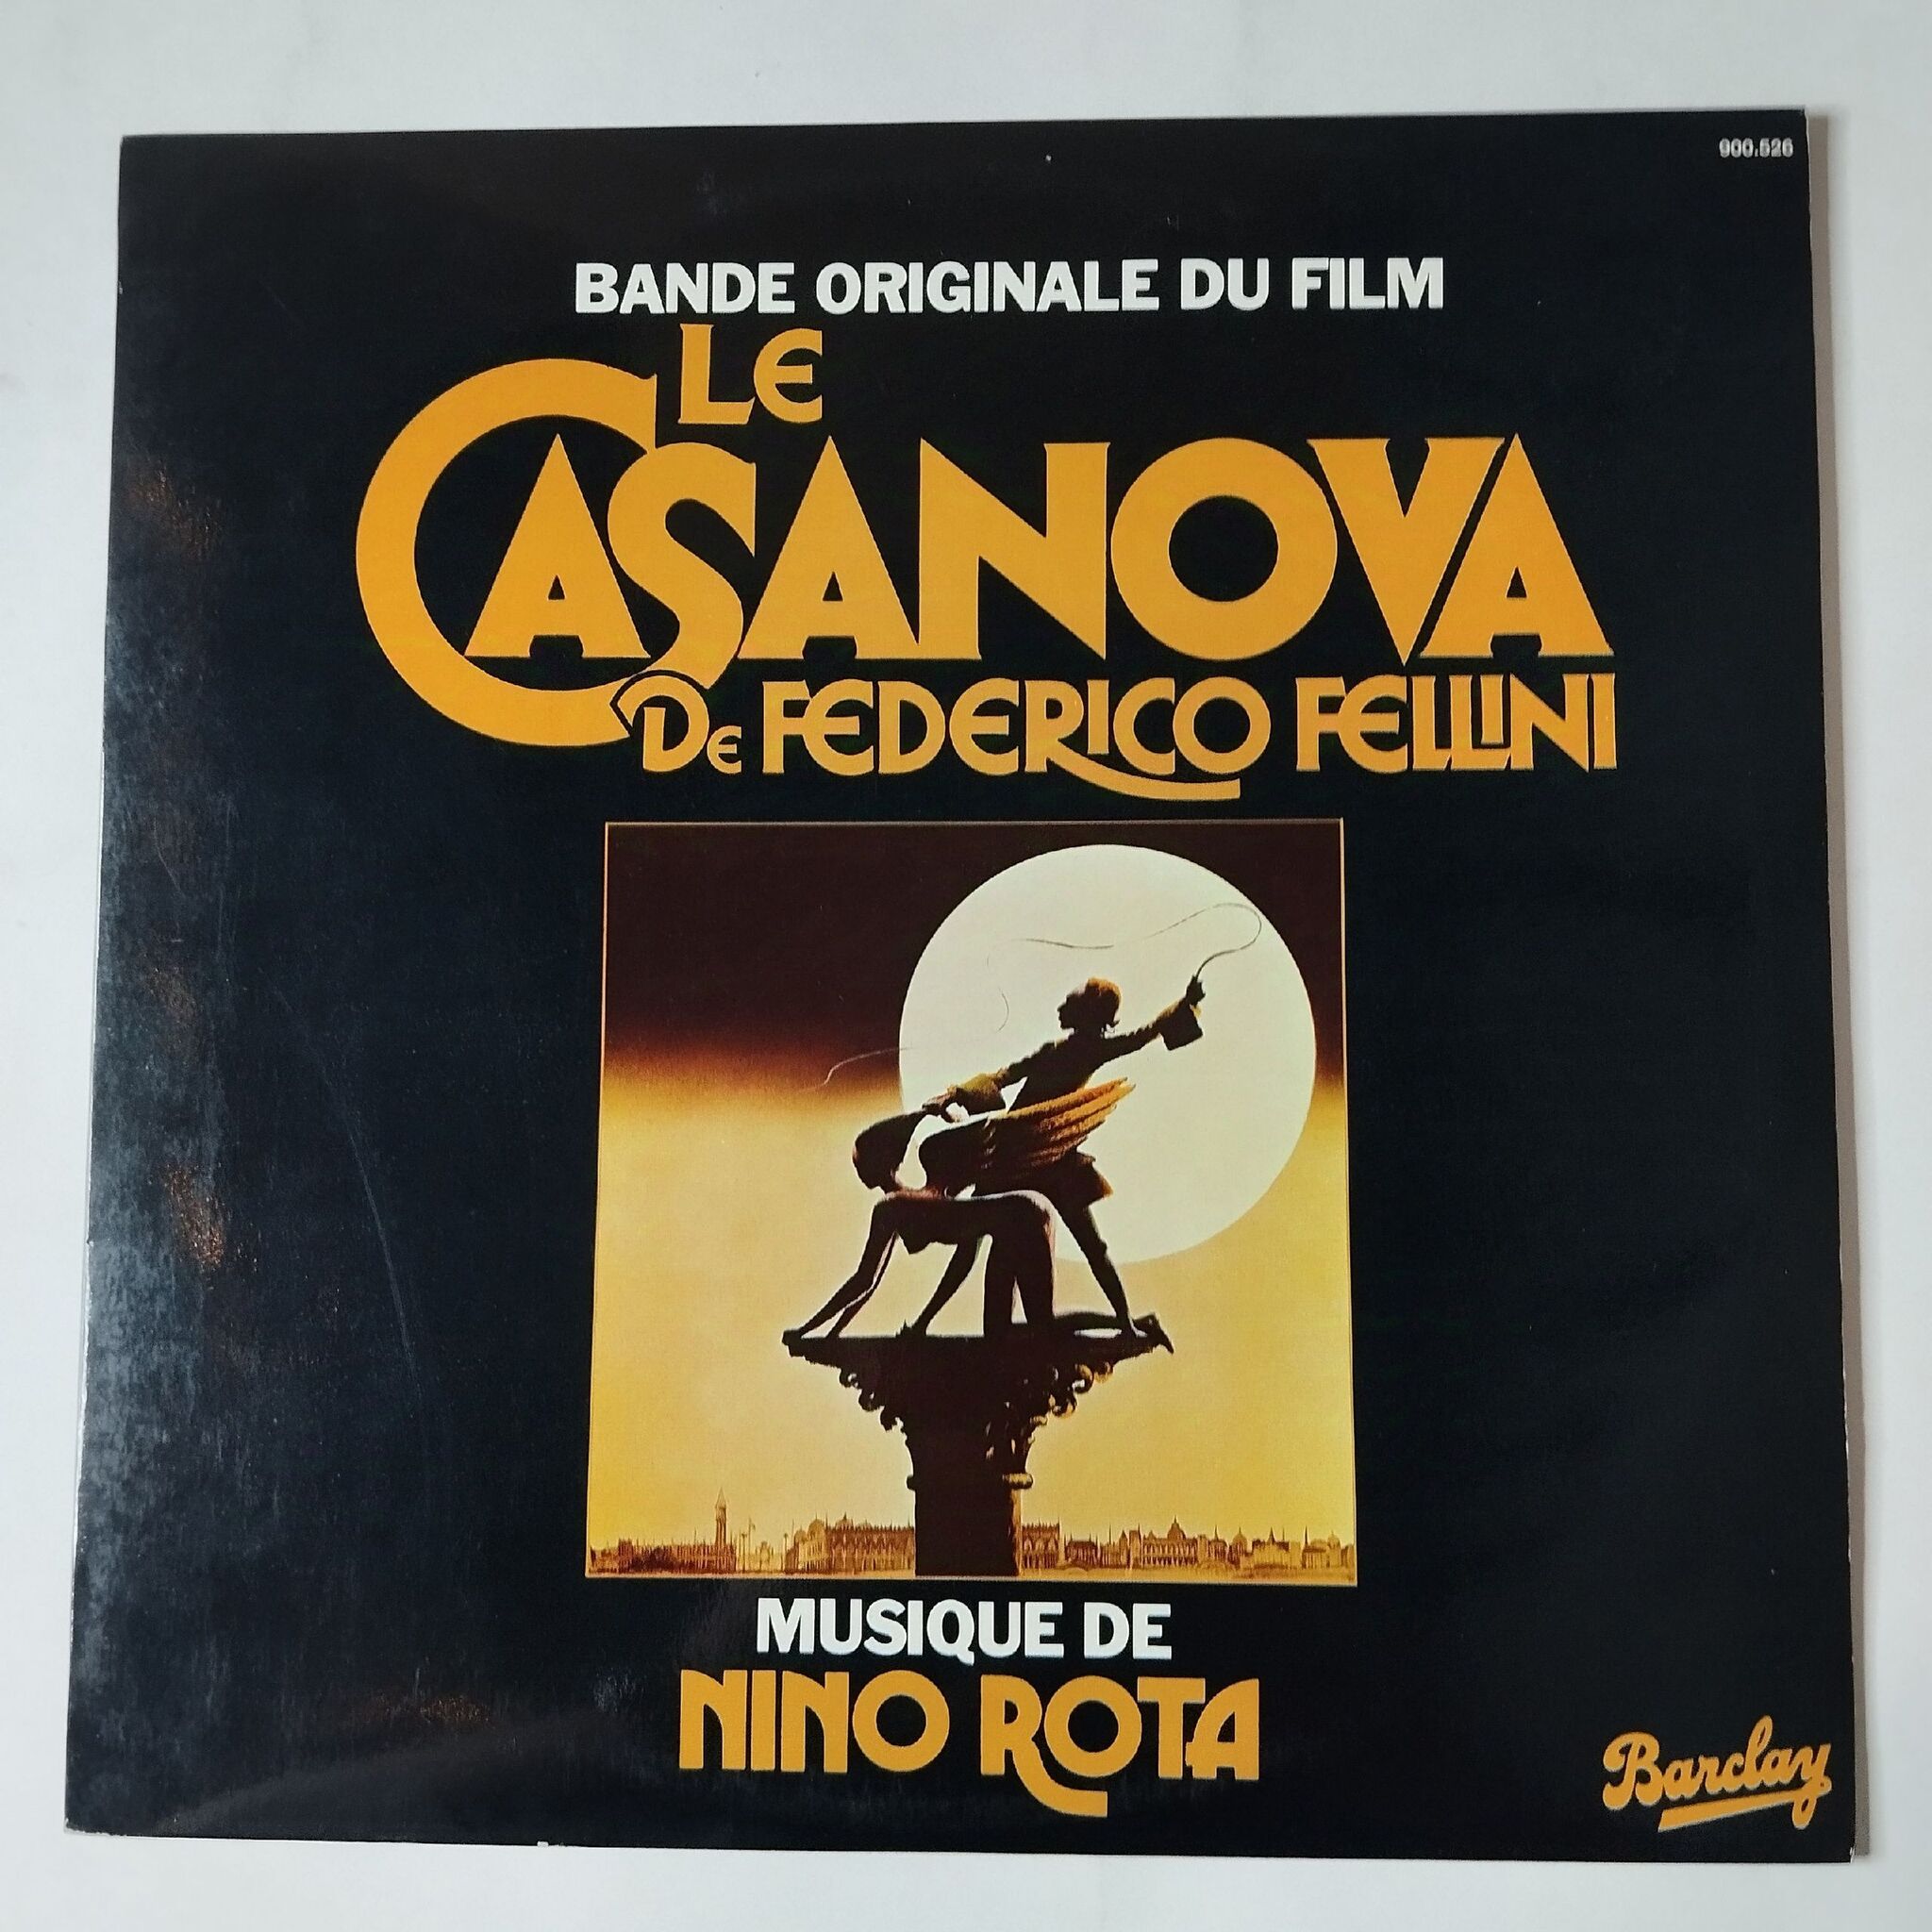 900.526
BANDE ORIGINALE DU FILM
LE
CASANOVA
DE FEDERICO FELLINI
MUSIQUE DE
NINO ROTA
Barclay